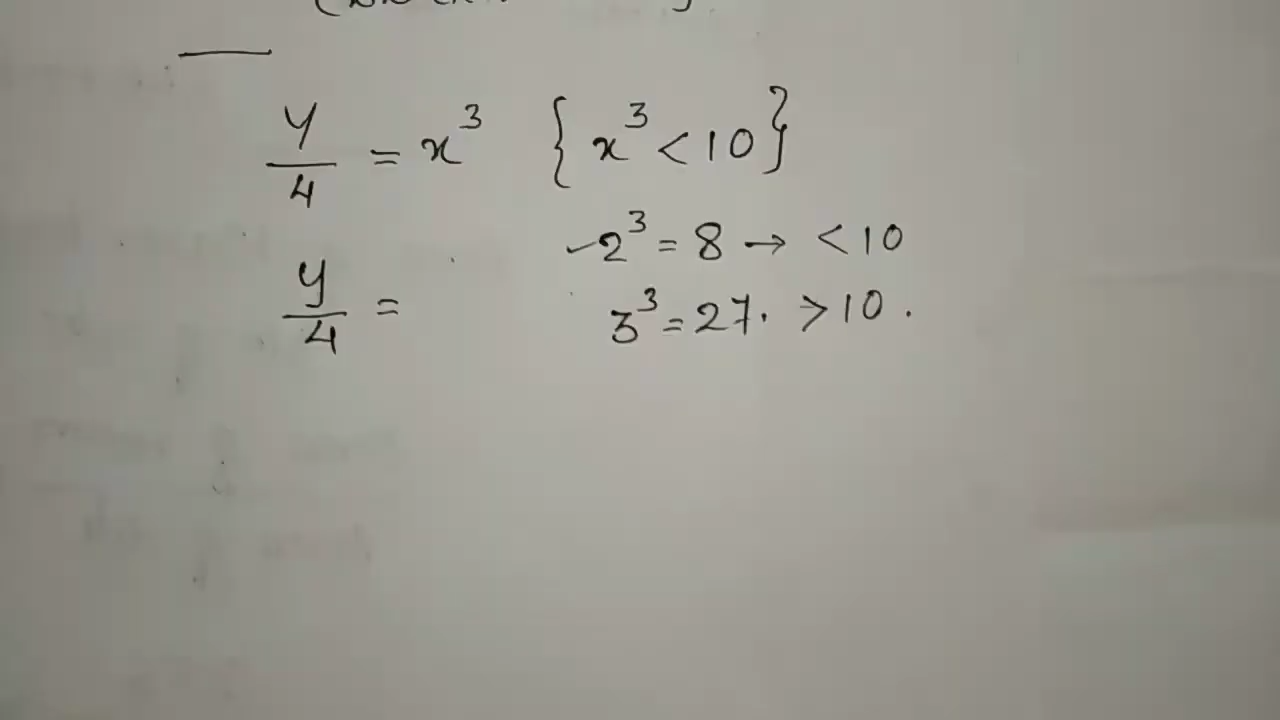 y/4 = x³ {x³ < 10}
2³ = 8 → < 10
y/4 =
3³ = 27. > 10.